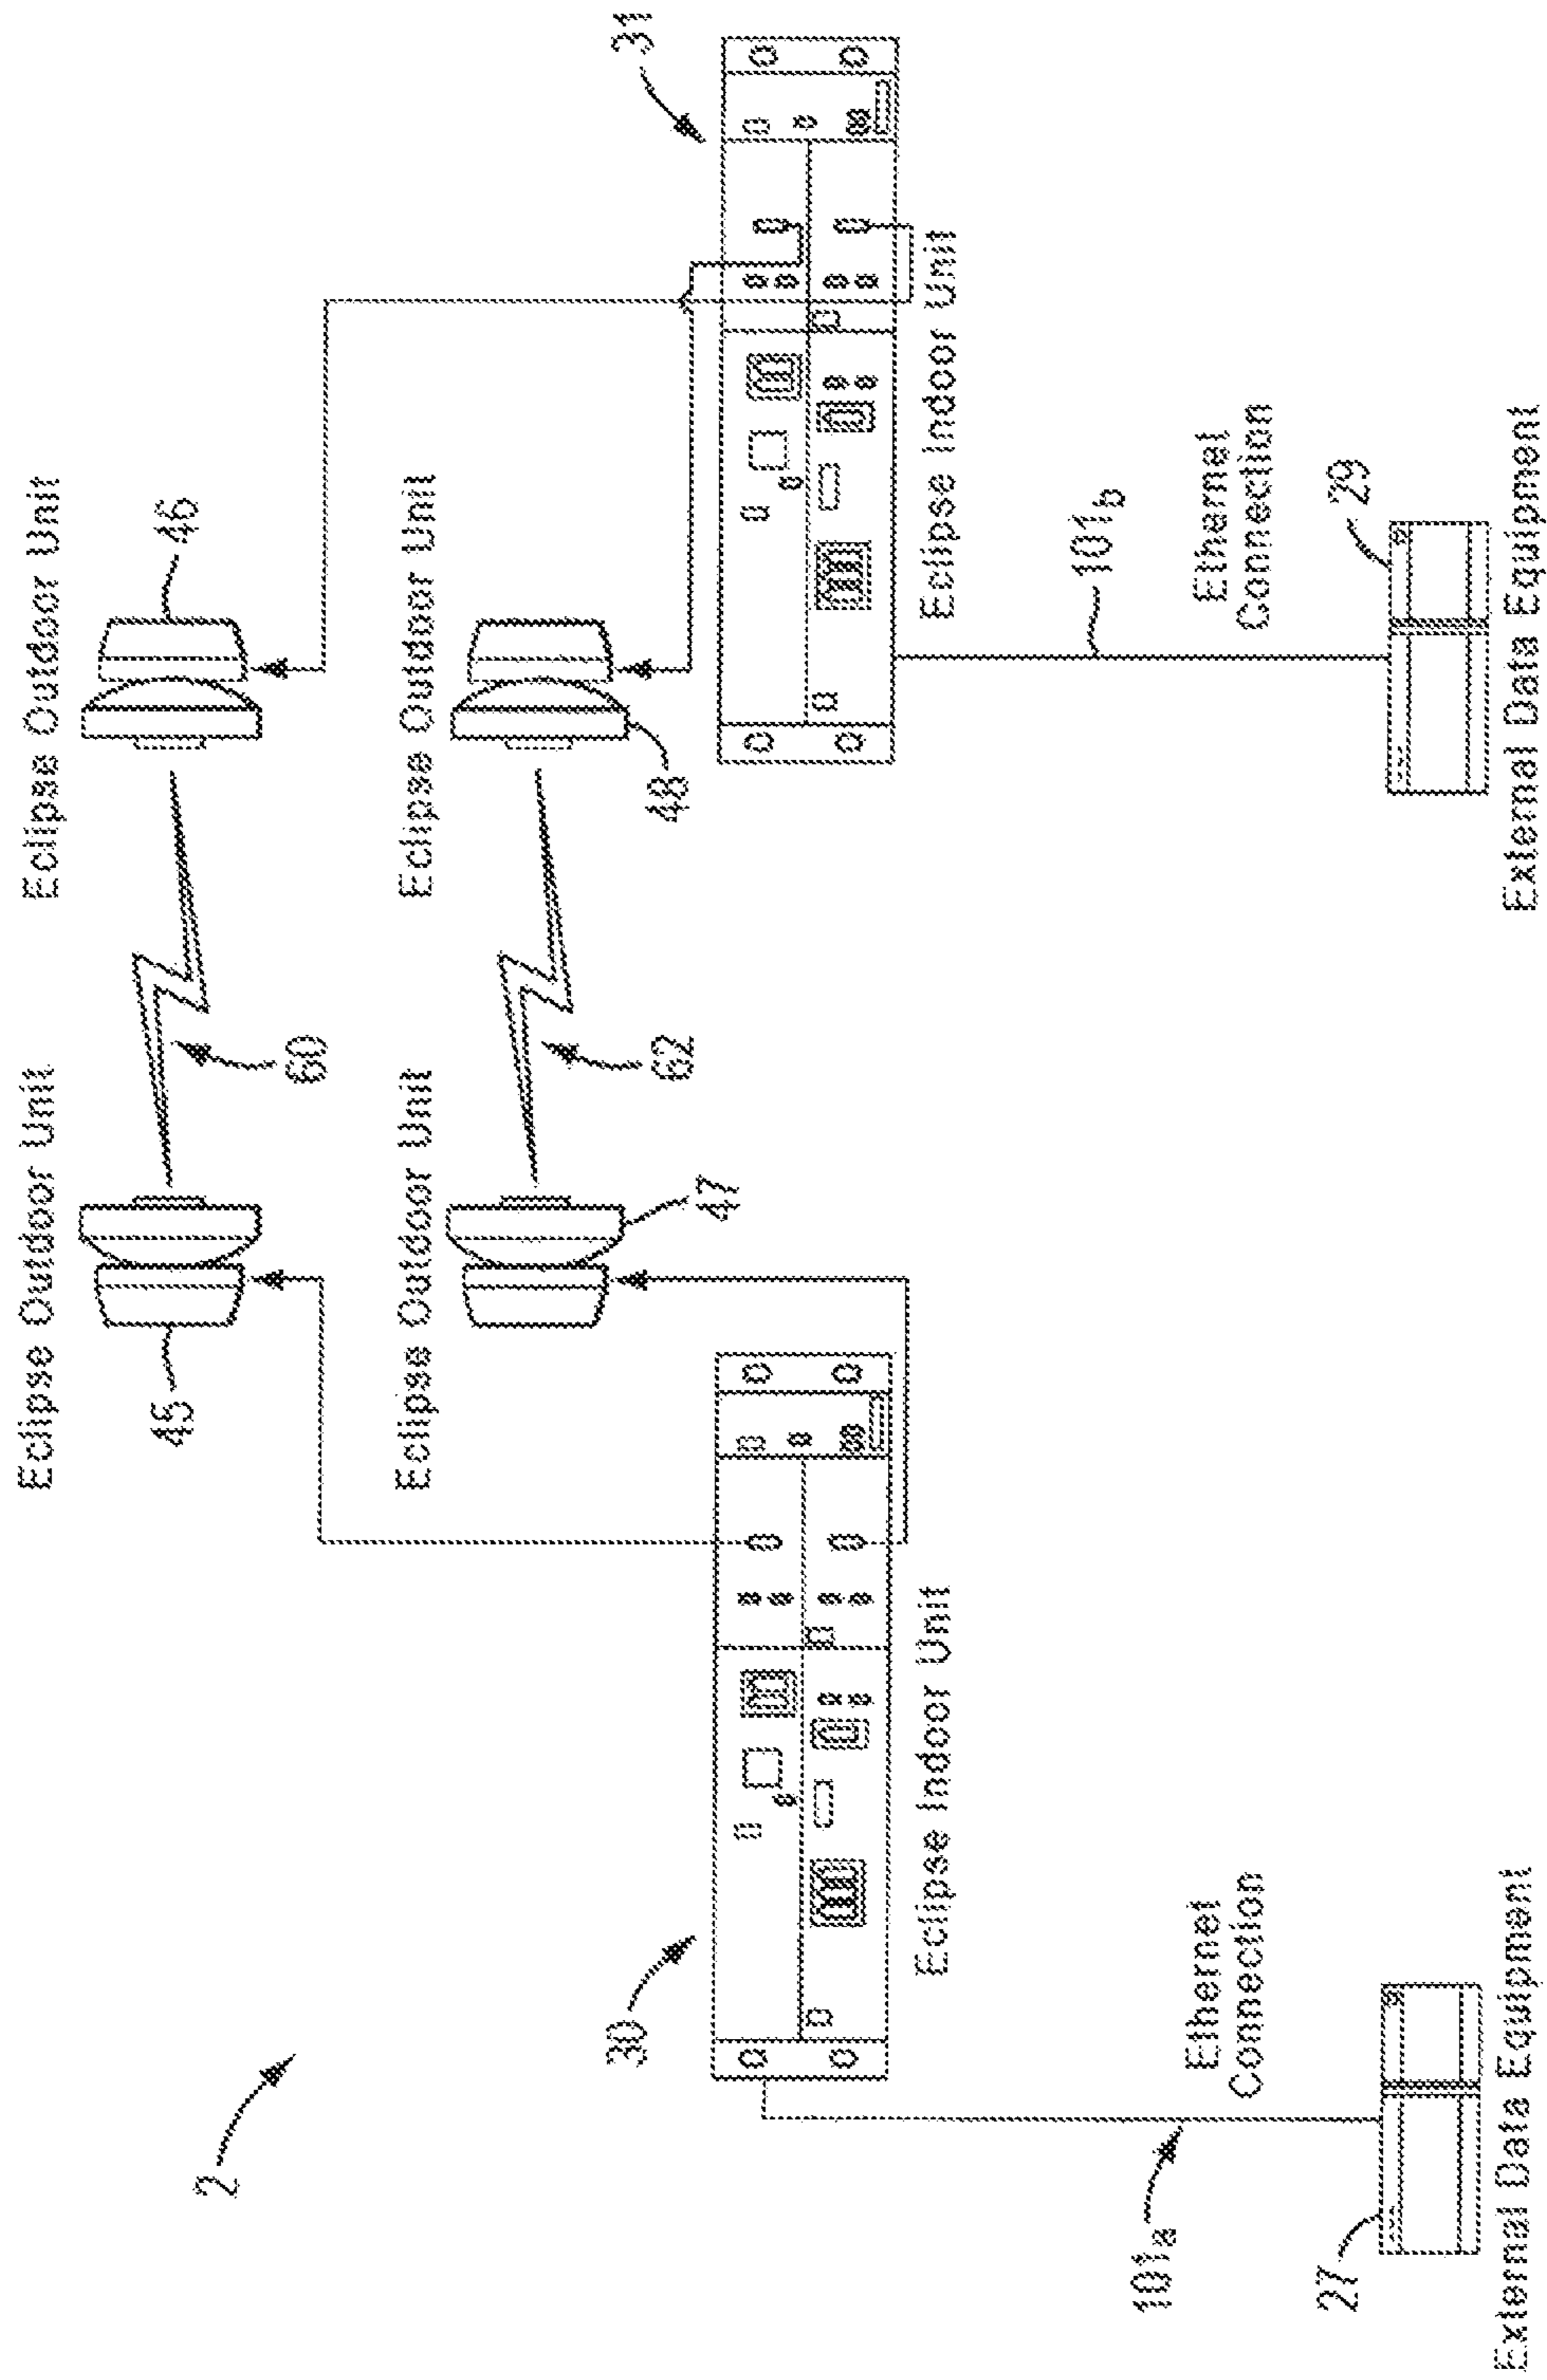 2
Eclipse Outdoor Unit
Eclipse Outdoor Unit
45
46
60
Eclipse Outdoor Unit
Eclipse Outdoor Unit
47
48
62
30
31
Eclipse Indoor Unit
Eclipse Indoor Unit
101a
Ethernet
Connection
101b
Ethernet
Connection
27
29
External Data Equipment
External Data Equipment